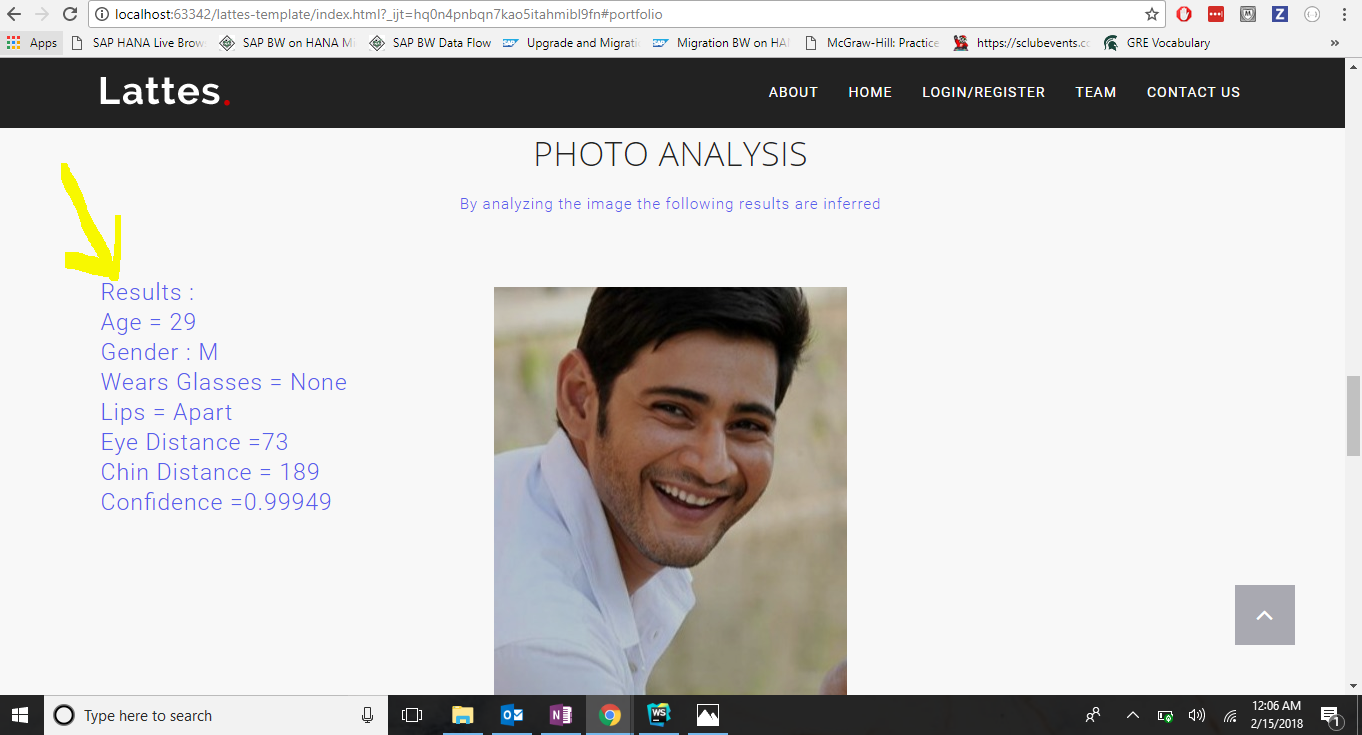 localhost:63342/lattes-template/index.html?_ijt=hq0n4pnbqn7kao5itahmibl9fn#portfolio
Apps SAP HANA Live Brow SAP BW on HANA Mi SAP BW Data Flow Upgrade and Migrati Migration BW on HA McGraw-Hill: Practice https://sclubevents.cc GRE Vocabulary »
Lattes. ABOUT HOME LOGIN/REGISTER TEAM CONTACT US
PHOTO ANALYSIS
By analyzing the image the following results are inferred
Results :
Age = 29
Gender : M
Wears Glasses = None
Lips = Apart
Eye Distance =73
Chin Distance = 189
Confidence =0.99949
Type here to search
12:06 AM
2/15/2018
1